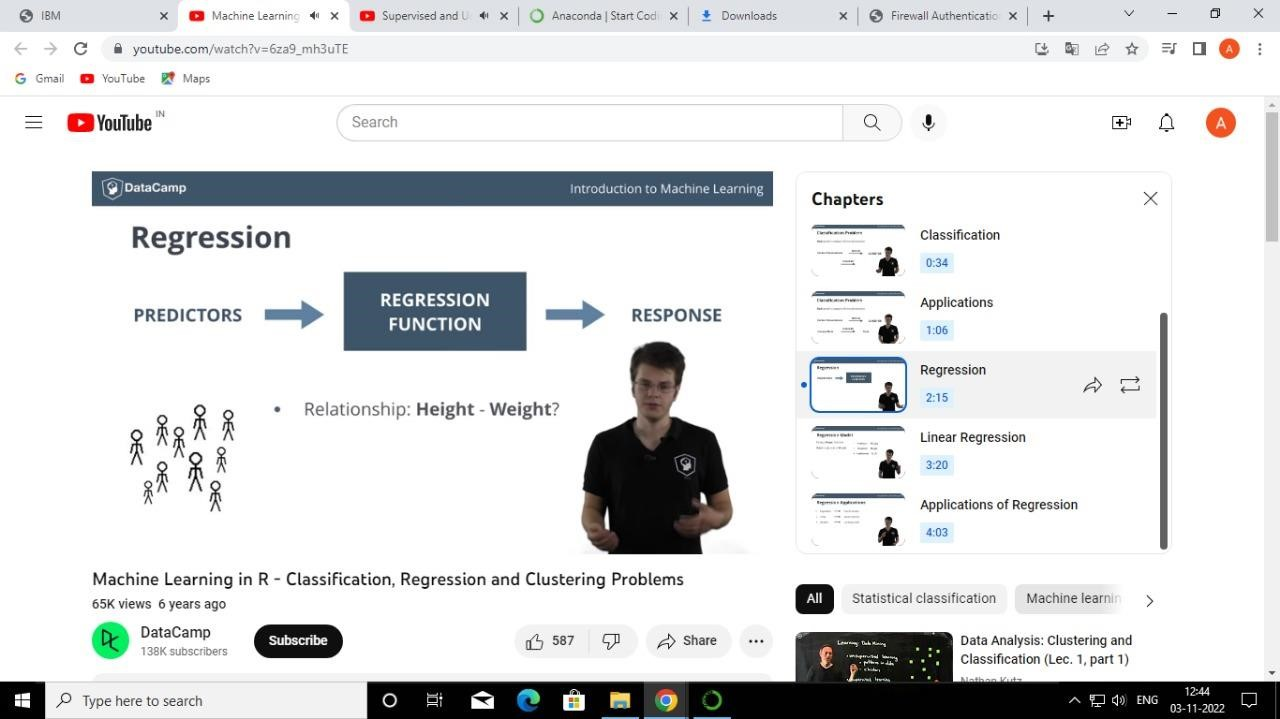 IBM
Machine Learning
Supervised and U
Anaconda | Start Codi
Downloads
Firewall Authenticatio
youtube.com/watch?v=6za9_mh3uTE
A
Gmail
YouTube
Maps
YouTube IN
Search
A
DataCamp
Introduction to Machine Learning
Regression
PREDICTORS
REGRESSION
FUNCTION
RESPONSE
• Relationship: Height - Weight?
Chapters
Classification
0:34
Applications
1:06
Regression
2:15
Linear Regression
3:20
Applications of Regression
4:03
Machine Learning in R - Classification, Regression and Clustering Problems
65K views 6 years ago
DataCamp
138K subscribers
Subscribe
587
Share
All
Statistical classification
Machine learnin
Data Analysis: Clustering and
Classification (Lec. 1, part 1)
Nathan Kutz
Type here to search
ENG
12:44
03-11-2022